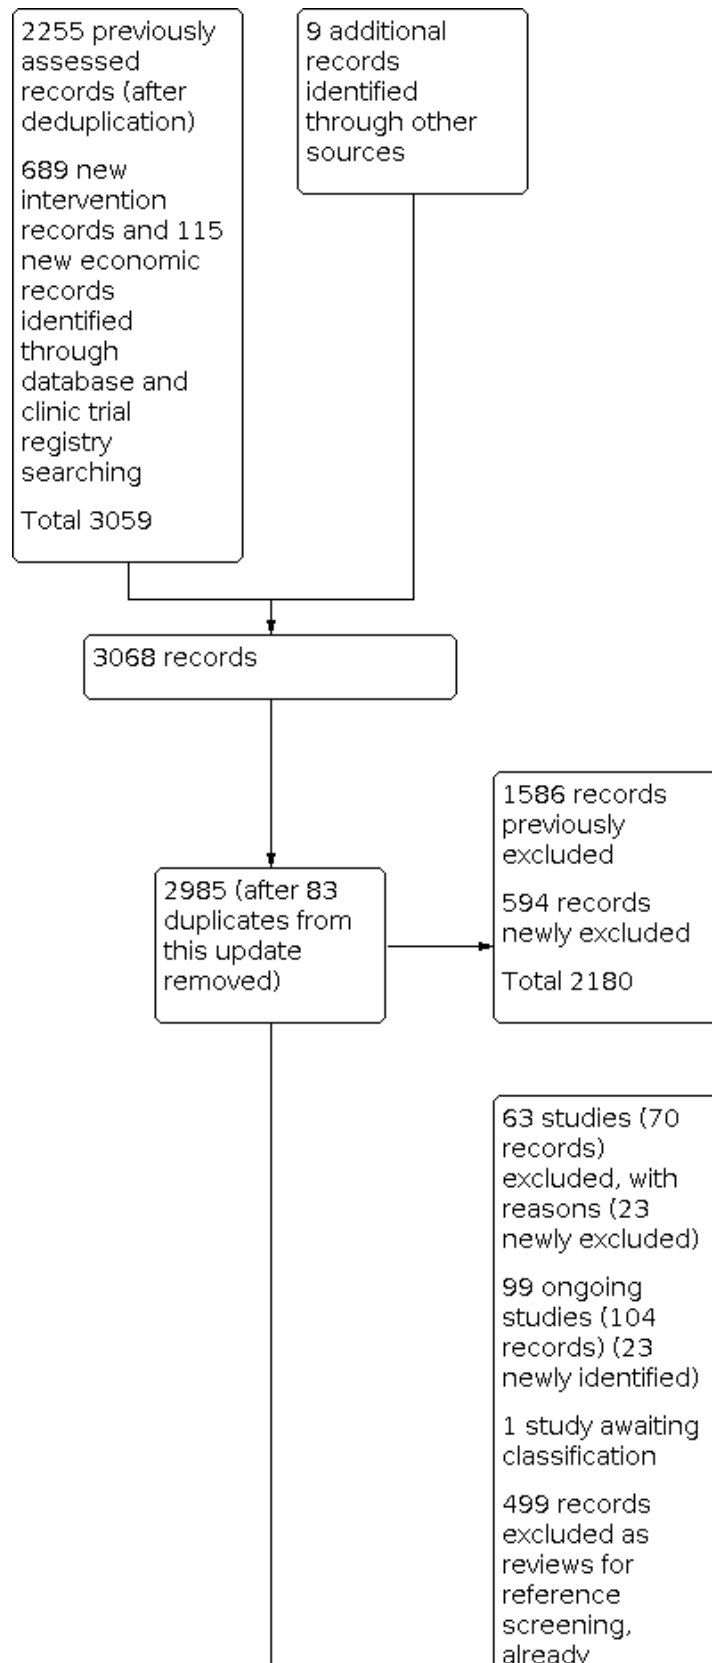 2255 previously
assessed
records (after
deduplication)
689 new
intervention
records and 115
new economic
records
identified
through
database and
clinic trial
registry
searching
Total 3059
9 additional
records
identified
through other
sources
3068 records
2985 (after 83
duplicates from
this update
removed)
1586 records
previously
excluded
594 records
newly excluded
Total 2180
63 studies (70
records)
excluded, with
reasons (23
newly excluded)
99 ongoing
studies (104
records) (23
newly identified)
1 study awaiting
classification
499 records
excluded as
reviews for
reference
screening,
already